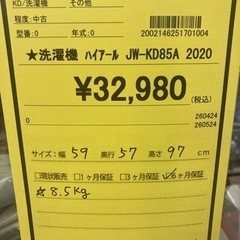 KD/洗濯機 その他
程度:中古
型番:0 年式:0 2002146251701004
★洗濯機 ハイアール JW-KD85A 2020
¥32,980
(税込)
260424
260524
サイズ:幅 59 奥行 57 高さ 97 cm
□現状販売 □1ヶ月保証 □3ヶ月保証 ☑6ヶ月保証
☆8.5kg